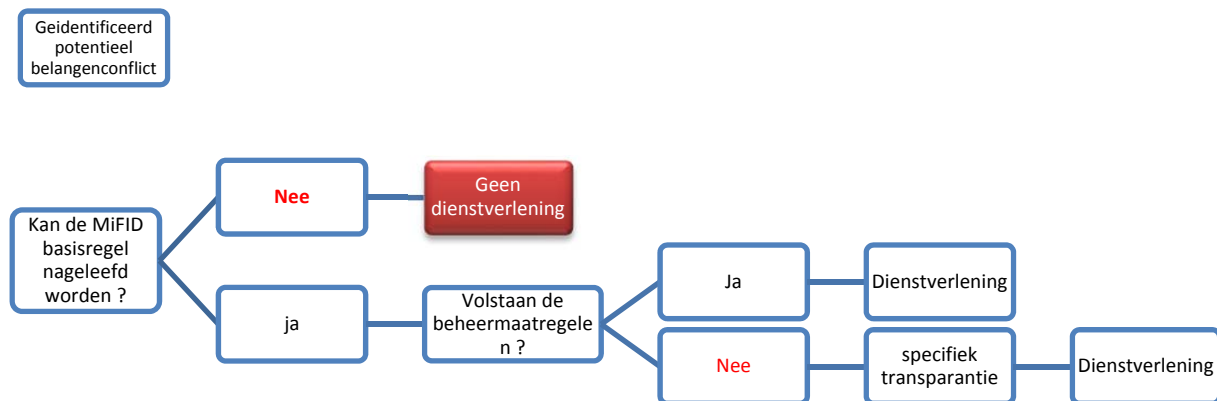 Geidentificeerd
potentieel
belangenconflict
Kan de MiFID
basisregel
nageleefd
worden ?
Nee
Geen
dienstverlening
ja
Volstaan de
beheermaatregele
n ?
Ja
Dienstverlening
Nee
specifiek
transparantie
Dienstverlening